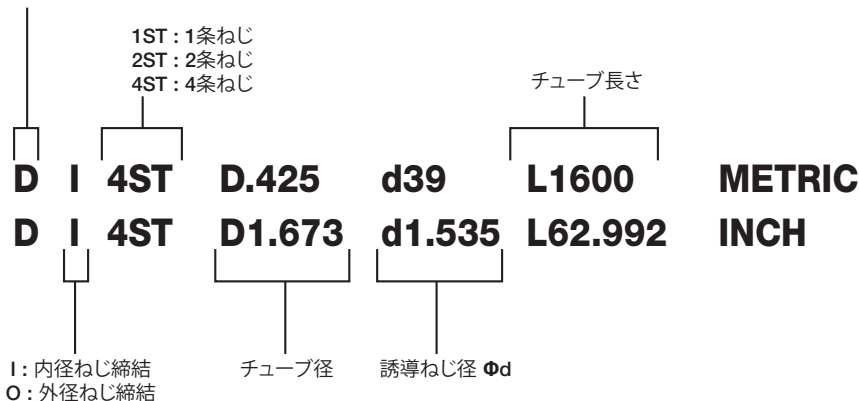 1ST : 1条ねじ
2ST : 2条ねじ
4ST : 4条ねじ
チューブ長さ
D I 4ST D.425 d39 L1600 METRIC
D I 4ST D1.673 d1.535 L62.992 INCH
I : 内径ねじ締結
O : 外径ねじ締結
チューブ径
誘導ねじ径 Φd